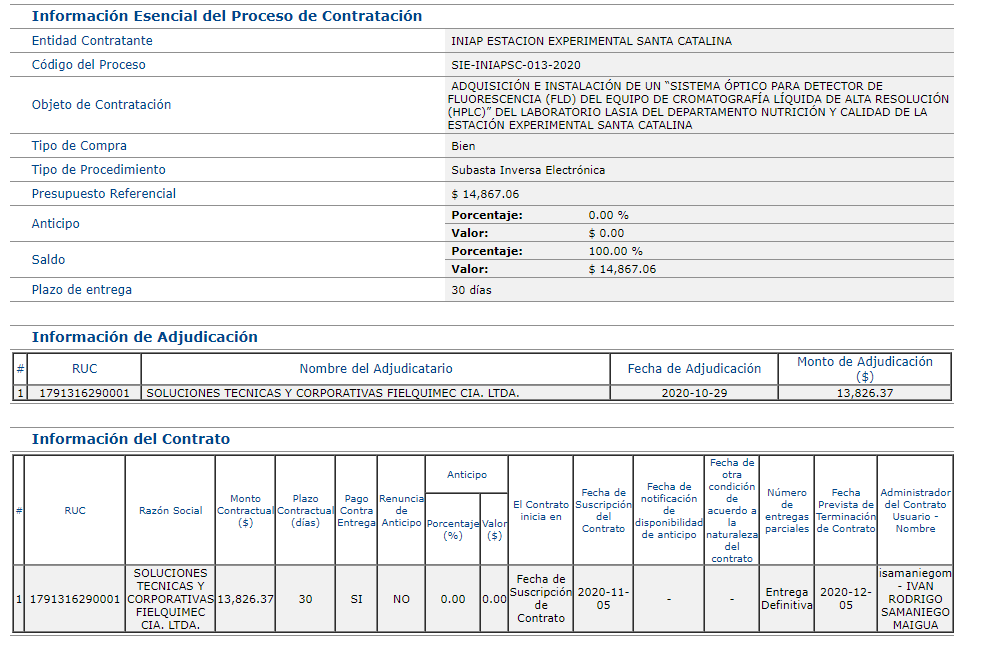 Información Esencial del Proceso de Contratación
Entidad Contratante INIAP ESTACION EXPERIMENTAL SANTA CATALINA
Código del Proceso SIE-INIAPSC-013-2020
Objeto de Contratación
ADQUISICIÓN E INSTALACIÓN DE UN “SISTEMA ÓPTICO PARA DETECTOR DE
FLUORESCENCIA (FLD) DEL EQUIPO DE CROMATOGRAFÍA LÍQUIDA DE ALTA RESOLUCIÓN
(HPLC)” DEL LABORATORIO LASIA DEL DEPARTAMENTO NUTRICIÓN Y CALIDAD DE LA
ESTACIÓN EXPERIMENTAL SANTA CATALINA
Tipo de Compra Bien
Tipo de Procedimiento Subasta Inversa Electrónica
Presupuesto Referencial $ 14,867.06
Anticipo
Porcentaje: 0.00 %
Valor: $ 0.00
Saldo
Porcentaje: 100.00 %
Valor: $ 14,867.06
Plazo de entrega 30 días
Información de Adjudicación
# RUC Nombre del Adjudicatario Fecha de Adjudicación Monto de Adjudicación
($)
1 1791316290001 SOLUCIONES TECNICAS Y CORPORATIVAS FIELQUIMEC CIA. LTDA. 2020-10-29 13,826.37
Información del Contrato
#
RUC
Razón Social
Monto
Contractual
($)
Plazo
Contractual
(días)
Pago
Contra
Entrega
Renuncia
de
Anticipo
Anticipo
Porcentaje
(%)
Valor
($)
El Contrato
inicia en
Fecha de
Suscripción
del
Contrato
Fecha de
notificación
de
disponibilidad
de anticipo
Fecha de
otra
condición
de
acuerdo a
la
naturaleza
del
contrato
Número
de
entregas
parciales
Fecha
Prevista de
Terminación
de Contrato
Administrador
del Contrato
Usuario -
Nombre
1
1791316290001
SOLUCIONES
TECNICAS Y
CORPORATIVAS
FIELQUIMEC
CIA. LTDA.
13,826.37
30
SI
NO
0.00
0.00
Fecha de
Suscripción
de
Contrato
2020-11-
05
-
-
Entrega
Definitiva
2020-12-
05
isamaniegom
- IVAN
RODRIGO
SAMANIEGO
MAIGUA